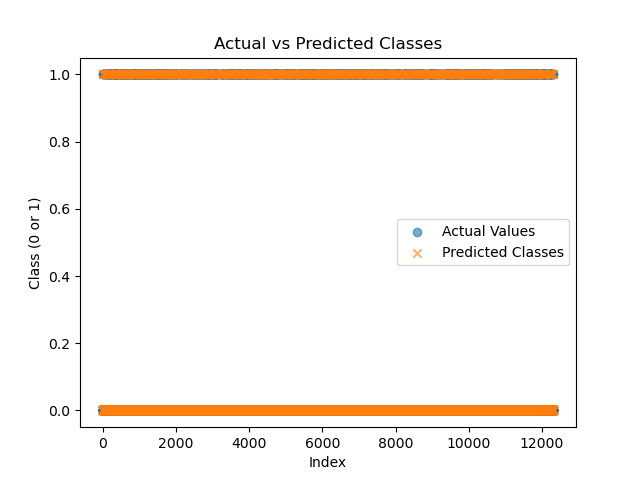 Actual vs Predicted Classes
1.0
0.8
0.6
0.4
0.2
0.0
Class (0 or 1)
Actual Values
Predicted Classes
0 2000 4000 6000 8000 10000 12000
Index